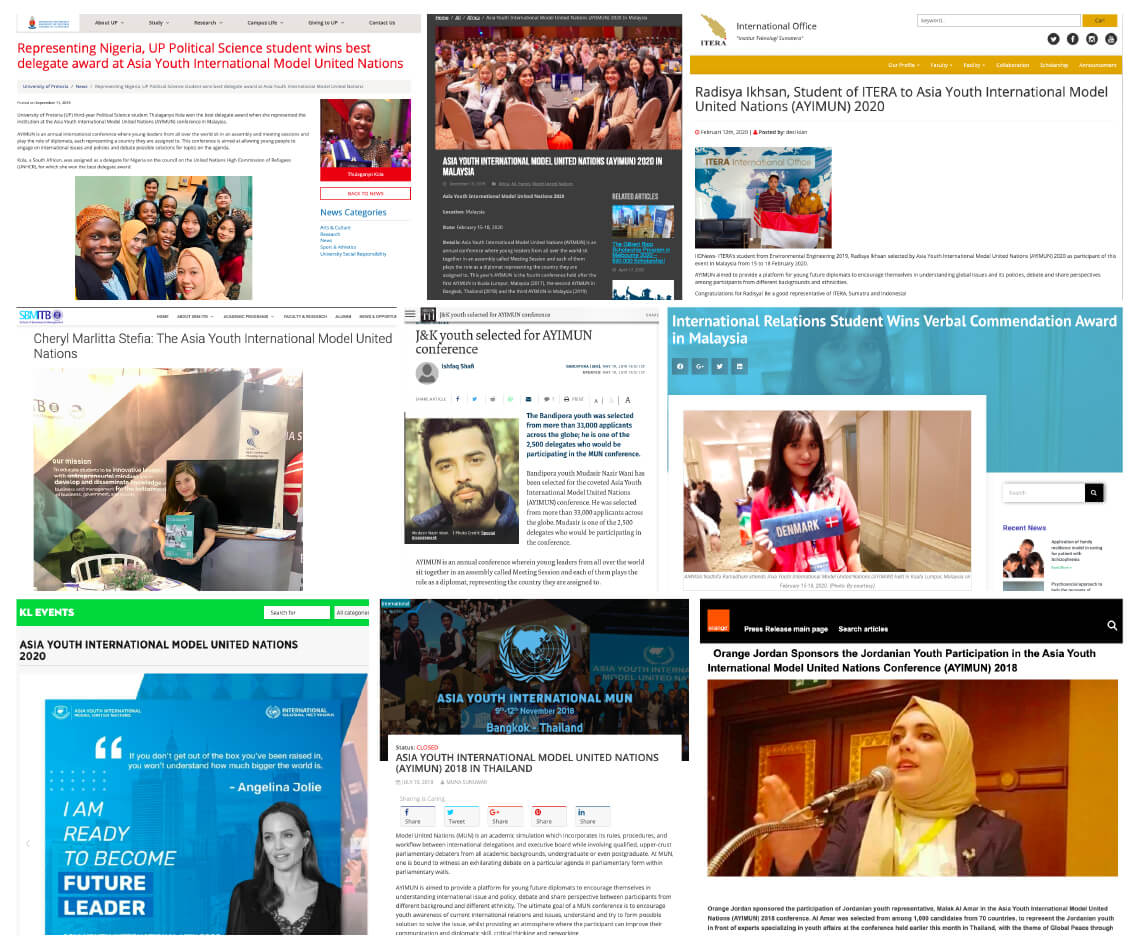 About UP
Study
Research
Campus Life
Giving to UP
Contact Us
Representing Nigeria, UP Political Science student wins best
delegate award at Asia Youth International Model United Nations
University of Pretoria / News / Representing Nigeria, UP Political Science student wins best delegate award at Asia Youth International Model United Nations
Posted on September 11, 2019
University of Pretoria (UP) third-year Political Science student Thulaganyo Kola won the best delegate award when she represented the
institution at the Asia Youth International Model United Nations (AYIMUN) conference in Malaysia.
AYIMUN is an annual international conference where young leaders from all over the world sit in an assembly and meeting sessions and
play the role of diplomats, each representing a country they are assigned to. This conference is aimed at allowing young people to
engage on international issues and policies and debate possible solutions for topics on the agenda.
Kola, a South African, was assigned as a delegate for Nigeria on the council on the United Nations High Commission of Refugees
(UNHCR), for which she won the best delegate award.
Thulaganyo Kola
BACK TO NEWS
News Categories
Arts & Culture
Research
News
Sport & Athletics
University Social Responsibility
Home / All / Africa / Asia Youth International Model United Nations (AYIMUN) 2020 in Malaysia
ASIA YOUTH INTERNATIONAL MODEL UNITED NATIONS (AYIMUN) 2020 IN
MALAYSIA
Asia Youth International Model United Nations 2020
Location: Malaysia
Date: February 15-18, 2020
Details: Asia Youth International Model United Nations (AYIMUN) is an
annual conference where young leaders from all over the world sit
together in an assembly called Meeting Session and each of them
plays the role as a diplomat representing the country they are
assigned to. This year's AYIMUN is the fourth conference held after the
first AYIMUN in Kuala Lumpur, Malaysia (2017), the second AYIMUN in
Bangkok, Thailand (2018) and the third AYIMUN in Malaysia (2019)
RELATED ARTICLES
ITERA
International Office
"Institut Teknologi Sumatera"
keyword..
Cari
Our Profile
Faculty
Facility
Collaboration
Scholarship
Announcement
Radisya Ikhsan, Student of ITERA to Asia Youth International Model
United Nations (AYIMUN) 2020
February 13th, 2020 | Posted by: desi kian
ITERA International Office
IIONews- ITERA's student from Environmental Engineering 2019, Radisya Ikhsan selected by Asia Youth International Model United Nations (AYIMUN) 2020 as participant of this
event in Malaysia from 15 to 18 February 2020.
AYIMUN aimed to provide a platform for young future diplomats to encourage themselves in understanding global issues and its policies, debate and share perspectives
among participants from different backgrounds and ethnicities.
Congratulations for Radisya! Be a good representative of ITERA, Sumatra and Indonesia!
SBMITB
HOME
ABOUT SBM ITB
ACADEMIC PROGRAMS
FACULTY & RESEARCH
ALUMNI
NEWS & OPPORTU
Cheryl Marlitta Stefia: The Asia Youth International Model United
Nations
our mission
To educate students to be innovative leaders
with entrepreneurial mindset
develop and disseminate knowledge of
business and management for the betterment
of business, government, and
J&K youth selected for AYIMUN conference
SHARE
J&K youth selected for AYIMUN
conference
Ishfaq Shafi
SHARE ARTICLE
PRINT
A A A
The Bandipora youth was selected
from more than 33,000 applicants
across the globe; he is one of the
2,500 delegates who would be
participating in the MUN conference.
Bandipora youth Mudasir Nazir Wani has
been selected for the coveted Asia Youth
International Model United Nations
(AYIMUN) conference. He was selected
from more than 33,000 applicants across
the globe. Mudasir is one of the 2,500
delegates who would be participating in
the conference.
Mudasir Nazir Wani. | Photo Credit: Special
Arrangement
AYIMUN is an annual conference wherein young leaders from all over the world
sit together in an assembly called Meeting Session and each of them plays the
role as a diplomat, representing the country they are assigned to
International Relations Student Wins Verbal Commendation Award
in Malaysia
DENMARK
Search
Recent News
Application of family
resilience model in caring
for patient with
Schizophrenia
Read More »
Psychosocial approach to
KL EVENTS
Search for
All categories
ASIA YOUTH INTERNATIONAL MODEL UNITED NATIONS
2020
ASIA YOUTH INTERNATIONAL
MODEL UNITED NATIONS
INTERNATIONAL
GLOBAL NETWORK
If you don't get out of the box you've been raised in,
you won't understand how much bigger the world is.
- Angelina Jolie
I AM
READY
TO BECOME
FUTURE
LEADER
International
ASIA YOUTH INTERNATIONAL MUN
9th-12th November 2018
Bangkok - Thailand
Status: CLOSED
ASIA YOUTH INTERNATIONAL MODEL UNITED NATIONS
(AYIMUN) 2018 IN THAILAND
JULY 10, 2018
MUNA SUNUWAR
Sharing is Caring
Share
Tweet
Share
Share
Share
Model United Nations (MUN) is an academic simulation which incorporates its rules, procedures, and
workflow between international delegations and executive board while involving qualified, upper-crust
parliamentary debaters from all academic backgrounds, undergraduate or even postgraduate. At MUN,
one is bound to witness an exhilarating debate on a particular agenda in parliamentary form within
parliamentary walls.
AYIMUN is aimed to provide a platform for young future diplomats to encourage themselves in
understanding international issue and policy, debate and share perspective between participants from
different background and different ethnicity. The ultimate goal of a MUN conference is to encourage
youth awareness of current international relations and issues, understand and try to form possible
solution to solve the issue, whilst providing an atmosphere where the participant can improve their
communication and diplomatic skill, critical thinking and networking.
orange
Press Release main page
Search articles
Orange Jordan Sponsors the Jordanian Youth Participation in the Asia Youth
International Model United Nations Conference (AYIMUN) 2018
Orange Jordan sponsored the participation of Jordanian youth representative, Malak Al Amar in the Asia Youth International Model United
Nations (AYIMUN) 2018 conference. Al Amar was selected from among 1,000 candidates from 70 countries, to represent the Jordanian youth
in front of experts specializing in youth affairs at the conference held earlier this month in Thailand, with the theme of Global Peace through